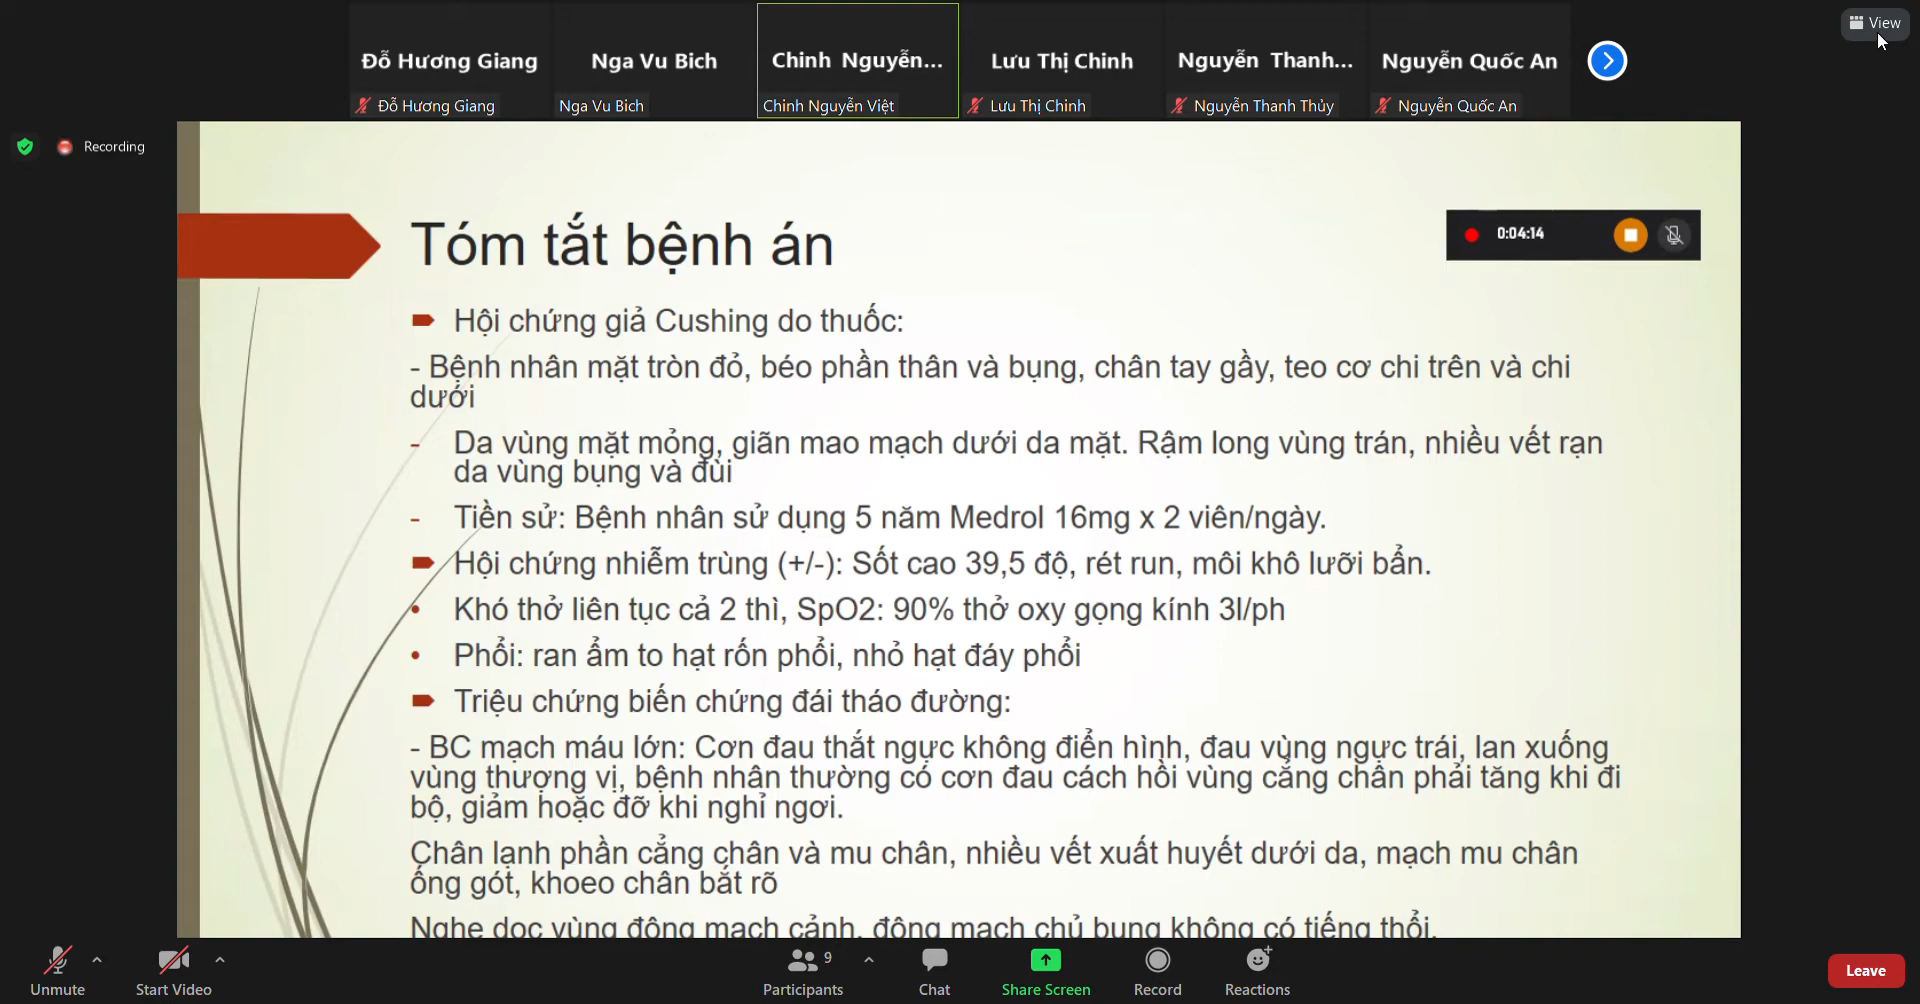 View
Đỗ Hương Giang
Nga Vu Bich
Chinh Nguyễn...
Lưu Thị Chinh
Nguyễn Thanh...
Nguyễn Quốc An
Đỗ Hương Giang
Nga Vu Bich
Chinh Nguyễn Việt
Lưu Thị Chinh
Nguyễn Thanh Thủy
Nguyễn Quốc An
Recording
Tóm tắt bệnh án
0:04:14
Hội chứng giả Cushing do thuốc:
- Bệnh nhân mặt tròn đỏ, béo phần thân và bụng, chân tay gầy, teo cơ chi trên và chi
dưới
- Da vùng mặt mỏng, giãn mao mạch dưới da mặt. Rậm long vùng trán, nhiều vết rạn
da vùng bụng và đùi
- Tiền sử: Bệnh nhân sử dụng 5 năm Medrol 16mg x 2 viên/ngày.
Hội chứng nhiễm trùng (+/-): Sốt cao 39,5 độ, rét run, môi khô lưỡi bẩn.
• Khó thở liên tục cả 2 thì, SpO2: 90% thở oxy gọng kính 3l/ph
• Phổi: ran ẩm to hạt rốn phổi, nhỏ hạt đáy phổi
Triệu chứng biến chứng đái tháo đường:
- BC mạch máu lớn: Cơn đau thắt ngực không điển hình, đau vùng ngực trái, lan xuống
vùng thượng vị, bệnh nhân thường có cơn đau cách hồi vùng cẳng chân phải tăng khi đi
bộ, giảm hoặc đỡ khi nghỉ ngơi.
Chân lạnh phần cẳng chân và mu chân, nhiều vết xuất huyết dưới da, mạch mu chân
ống gót, khoeo chân bắt rõ
Nghe dọc vùng động mạch cảnh, động mạch chủ bụng không có tiếng thổi.
Unmute
Start Video
9
Participants
Chat
Share Screen
Record
Reactions
Leave